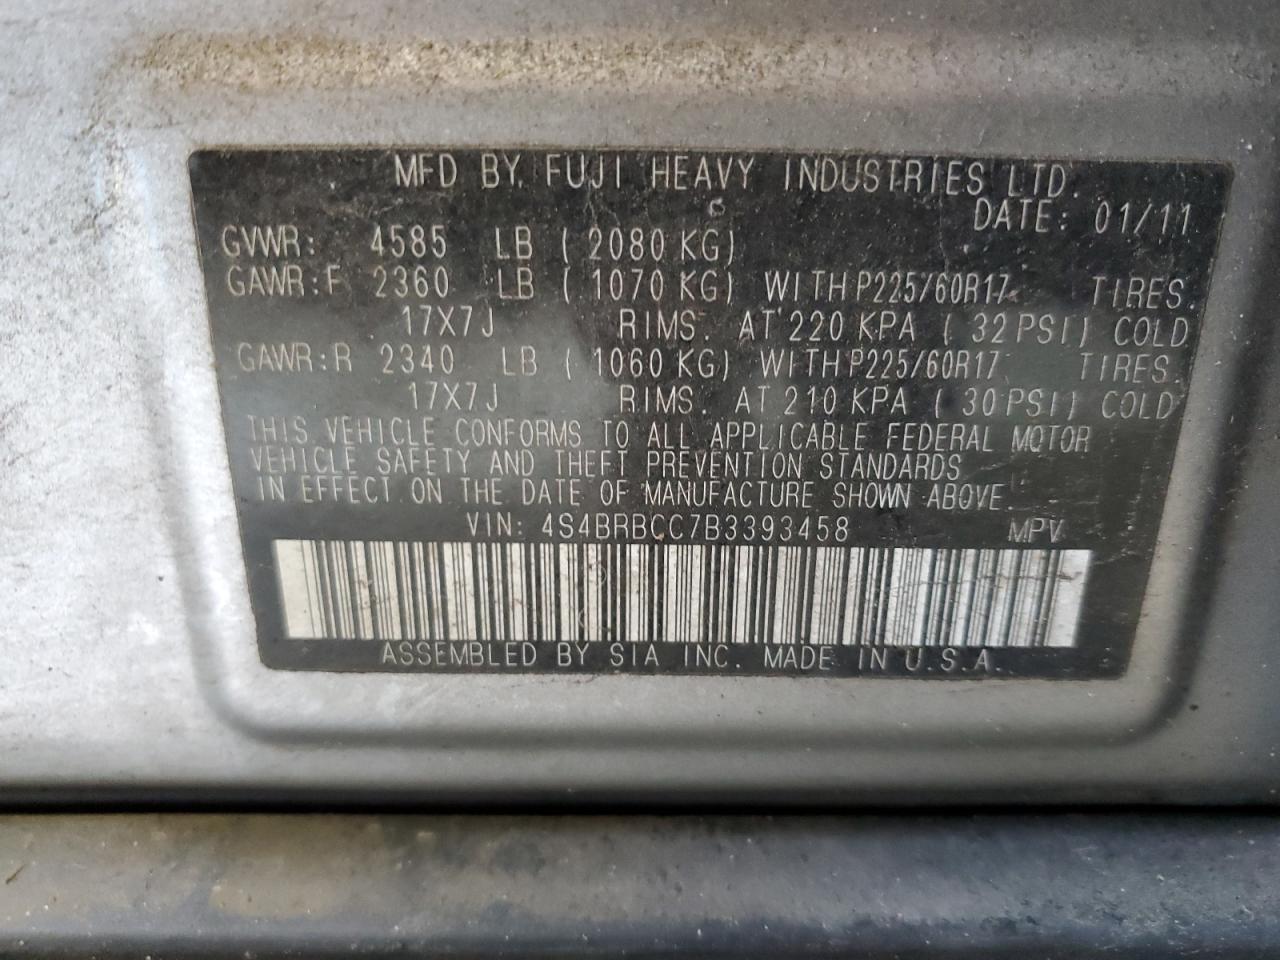 MFD BY. FUJI HEAVY INDUSTRIES LTD.
DATE: 01/11
GVWR: 4585 LB ( 2080 KG)
GAWR:F 2360 LB ( 1070 KG) WITH P225/60R17 TIRES.
17X7J RIMS. AT 220 KPA ( 32 PSI) COLD
GAWR:R 2340 LB ( 1060 KG) WITH P225/60R17 TIRES.
17X7J RIMS. AT 210 KPA ( 30 PSI) COLD
THIS VEHICLE CONFORMS TO ALL APPLICABLE FEDERAL MOTOR
VEHICLE SAFETY AND THEFT PREVENTION STANDARDS
IN EFFECT ON THE DATE OF MANUFACTURE SHOWN ABOVE.
VIN: 4S4BRBCC7B3393458 MPV
ASSEMBLED BY SIA INC. MADE IN U.S.A.